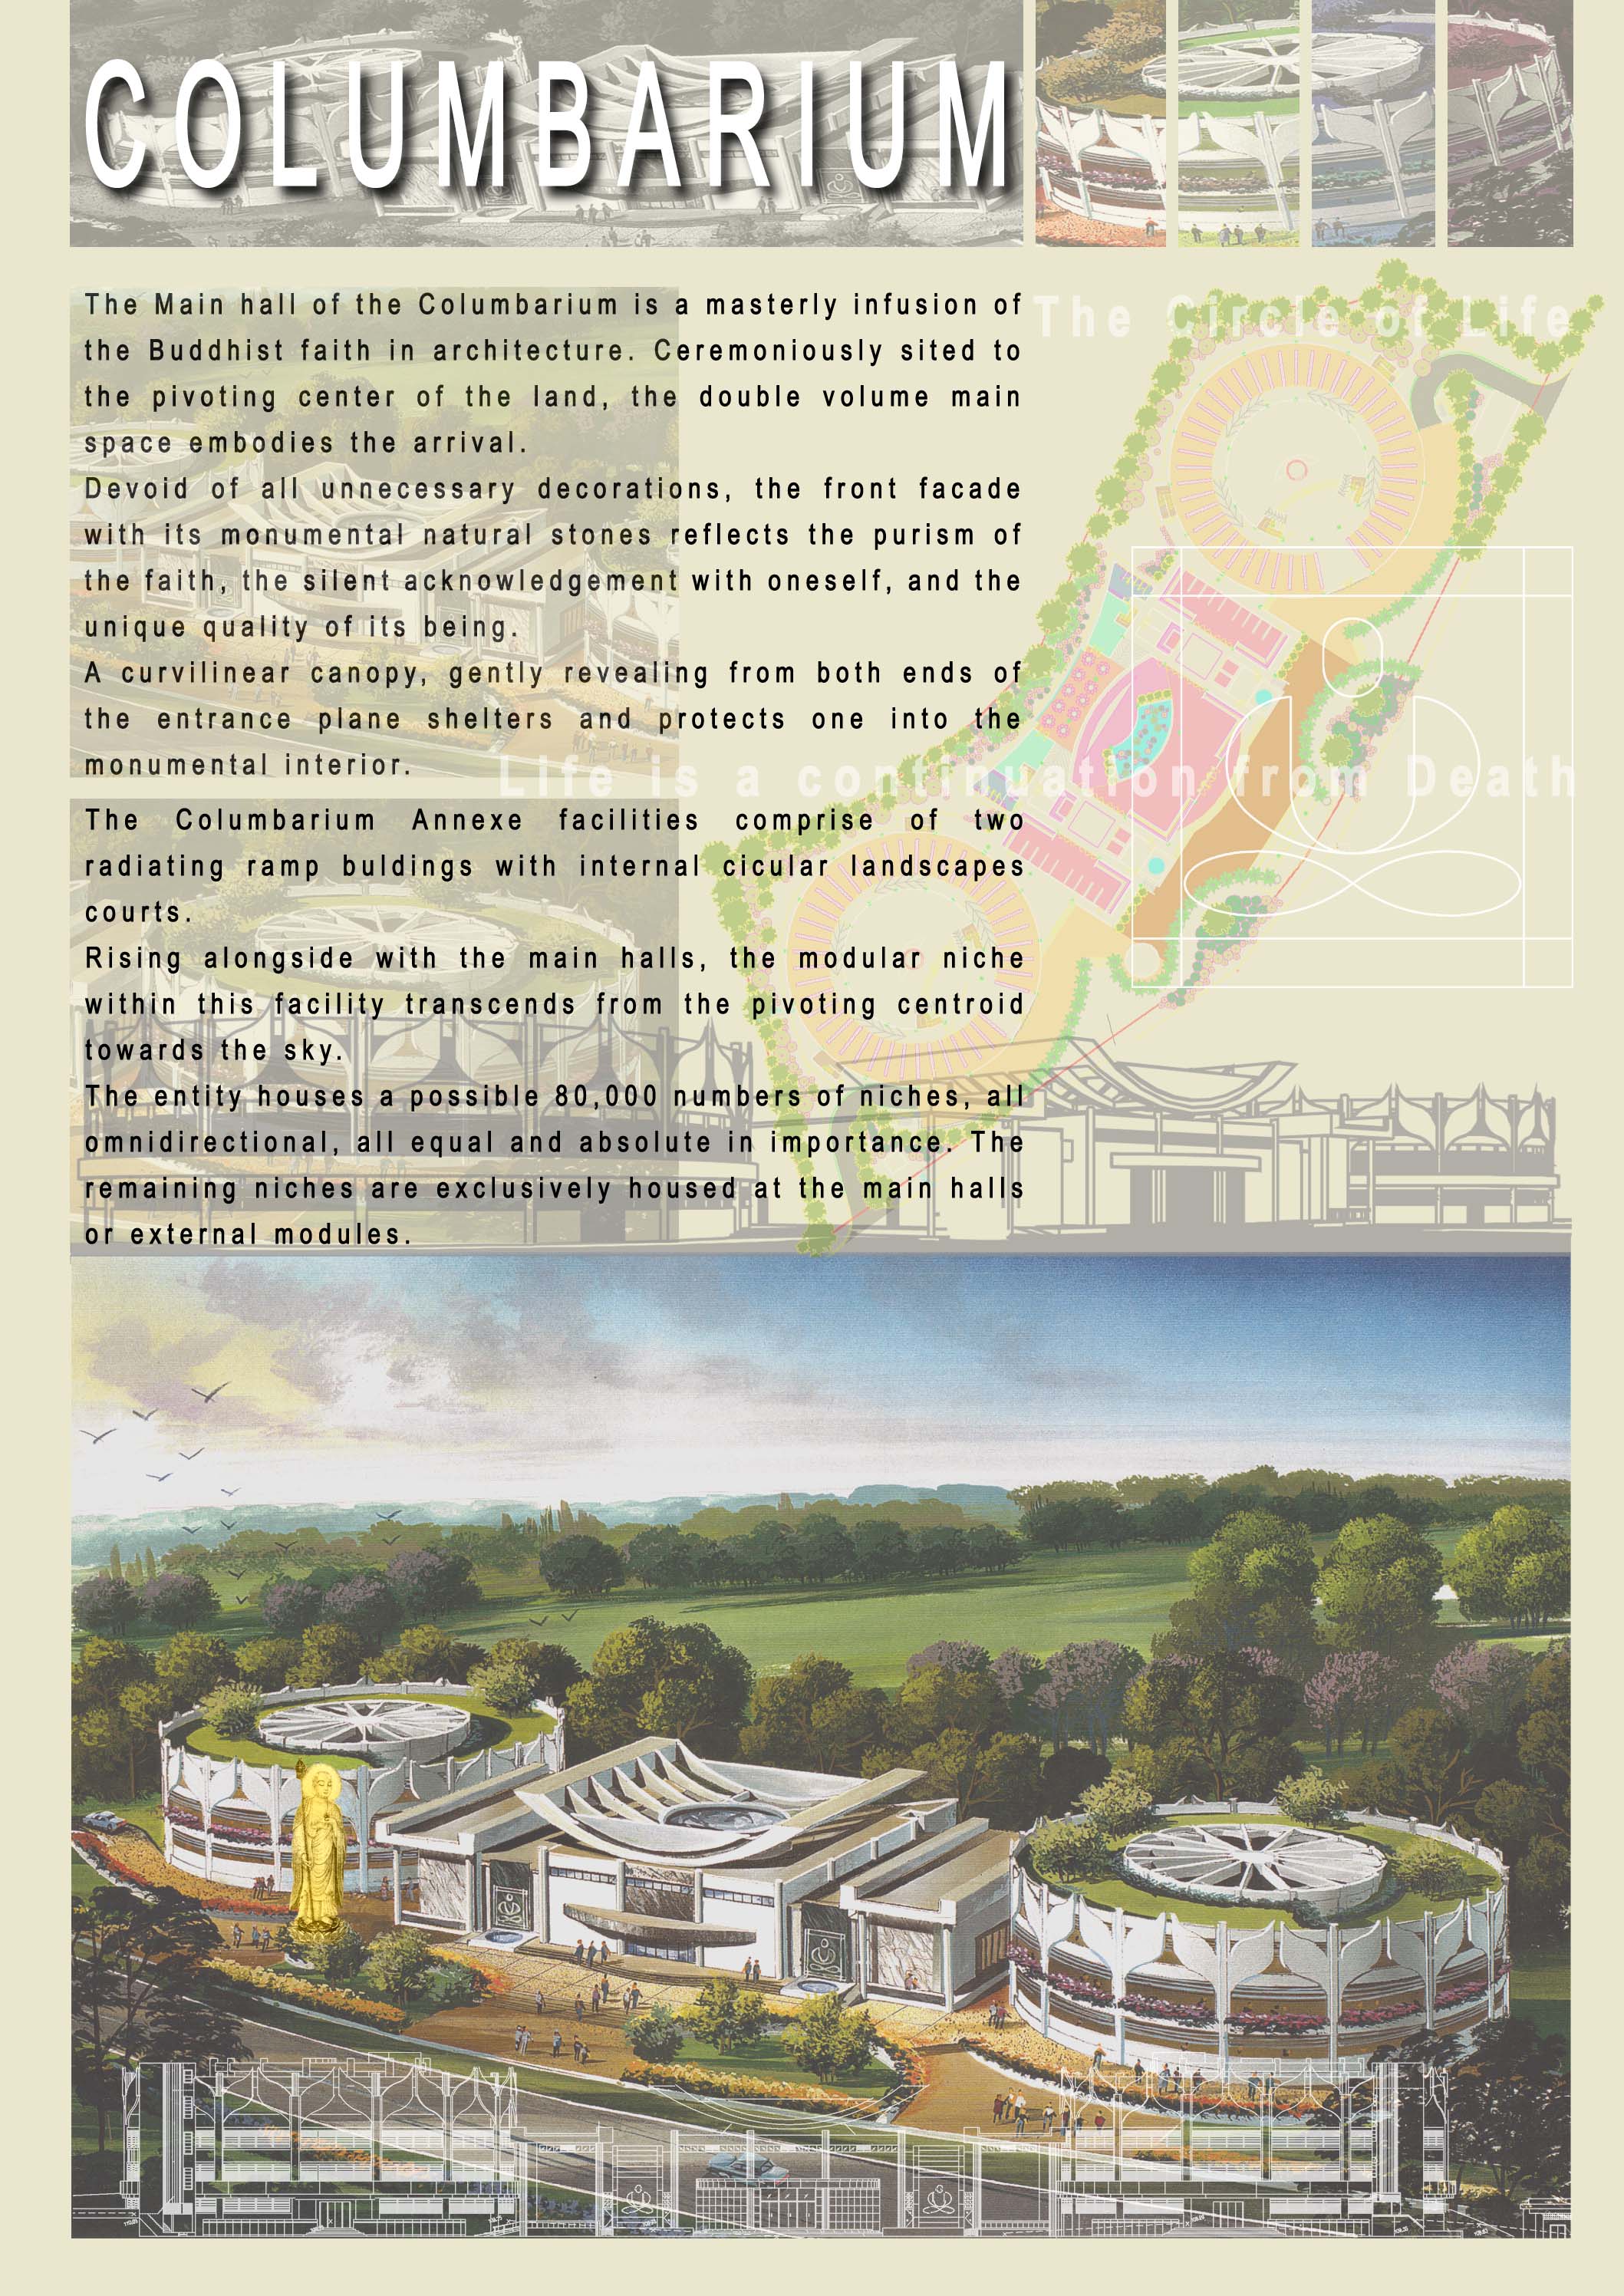 COLUMBARIUM
The Main hall of the Columbarium is a masterly infusion of
the Buddhist faith in architecture. Ceremoniously sited to
the pivoting center of the land, the double volume main
space embodies the arrival.
Devoid of all unnecessary decorations, the front facade
with its monumental natural stones reflects the purism of
the faith, the silent acknowledgement with oneself, and the
unique quality of its being.
A curvilinear canopy, gently revealing from both ends of
the entrance plane shelters and protects one into the
monumental interior.
The Circle of Life
Life is a continuation from Death
The Columbarium Annexe facilities comprise of two
radiating ramp buldings with internal cicular landscapes
courts.
Rising alongside with the main halls, the modular niche
within this facility transcends from the pivoting centroid
towards the sky.
The entity houses a possible 80,000 numbers of niches, all
omnidirectional, all equal and absolute in importance. The
remaining niches are exclusively housed at the main halls
or external modules.